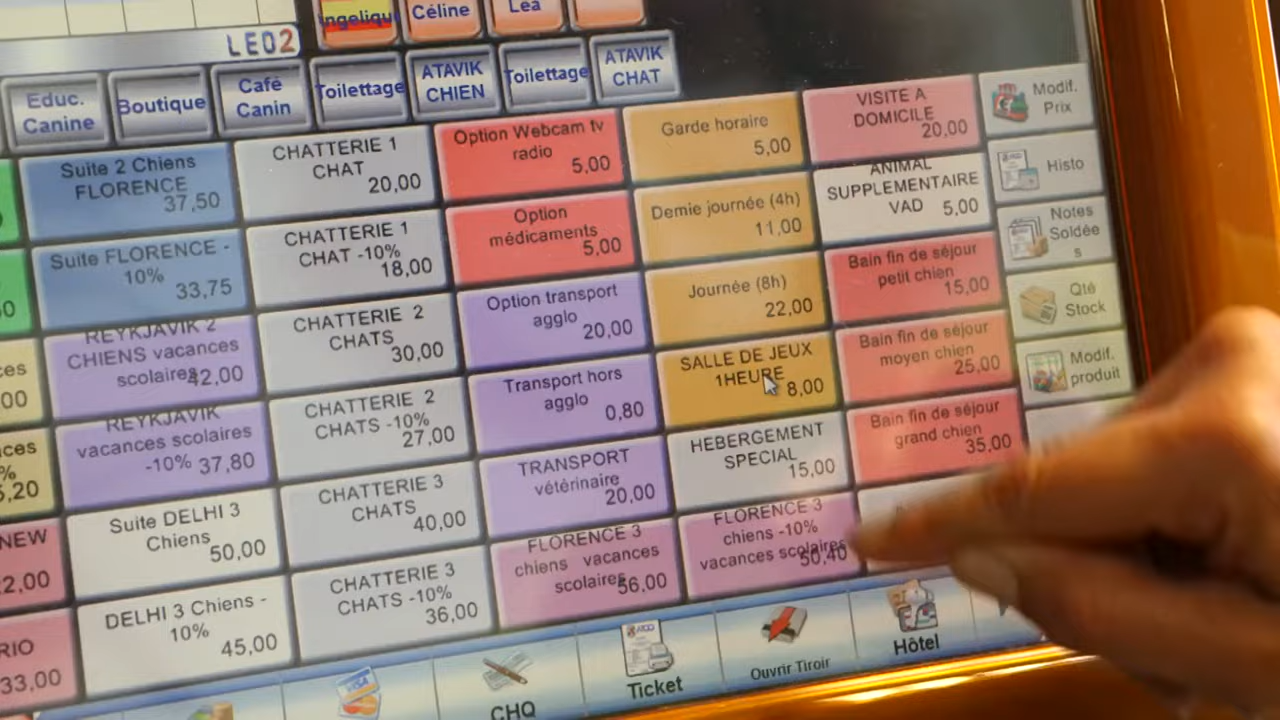 Angelique
Céline
Lea
LEO2
Educ.
Canine
Boutique
Café
Canin
Toilettage
ATAVIK
CHIEN
Toilettage
ATAVIK
CHAT
Suite 2 Chiens
FLORENCE
37,50
CHATTERIE 1
CHAT
20,00
Option Webcam tv
radio
5,00
Garde horaire
5,00
VISITE A
DOMICILE
20,00
Modif.
Prix
Suite FLORENCE -
10%
33,75
CHATTERIE 1
CHAT -10%
18,00
Option
médicaments
5,00
Demie journée (4h)
11,00
ANIMAL
SUPPLEMENTAIRE
VAD
5,00
Histo
REYKJAVIK 2
CHIENS vacances
scolaires
42,00
CHATTERIE 2
CHATS
30,00
Option transport
agglo
20,00
Journée (8h)
22,00
Bain fin de séjour
petit chien
15,00
Notes
Soldée
s
REYKJAVIK
vacances scolaires
-10%
37,80
CHATTERIE 2
CHATS -10%
27,00
Transport hors
agglo
0,80
SALLE DE JEUX
1HEURE
8,00
Bain fin de séjour
moyen chien
25,00
Qté
Stock
Suite DELHI 3
Chiens
50,00
CHATTERIE 3
CHATS
40,00
TRANSPORT
vétérinaire
20,00
HEBERGEMENT
SPECIAL
15,00
Bain fin de séjour
grand chien
35,00
Modif.
produit
DELHI 3 Chiens -
10%
45,00
CHATTERIE 3
CHATS -10%
36,00
FLORENCE 3
chiens vacances
scolaires
56,00
FLORENCE 3
chiens -10%
vacances scolaires
50,40
NEW
RIO
33,00
CHQ
Ticket
Ouvrir Tiroir
Hôtel